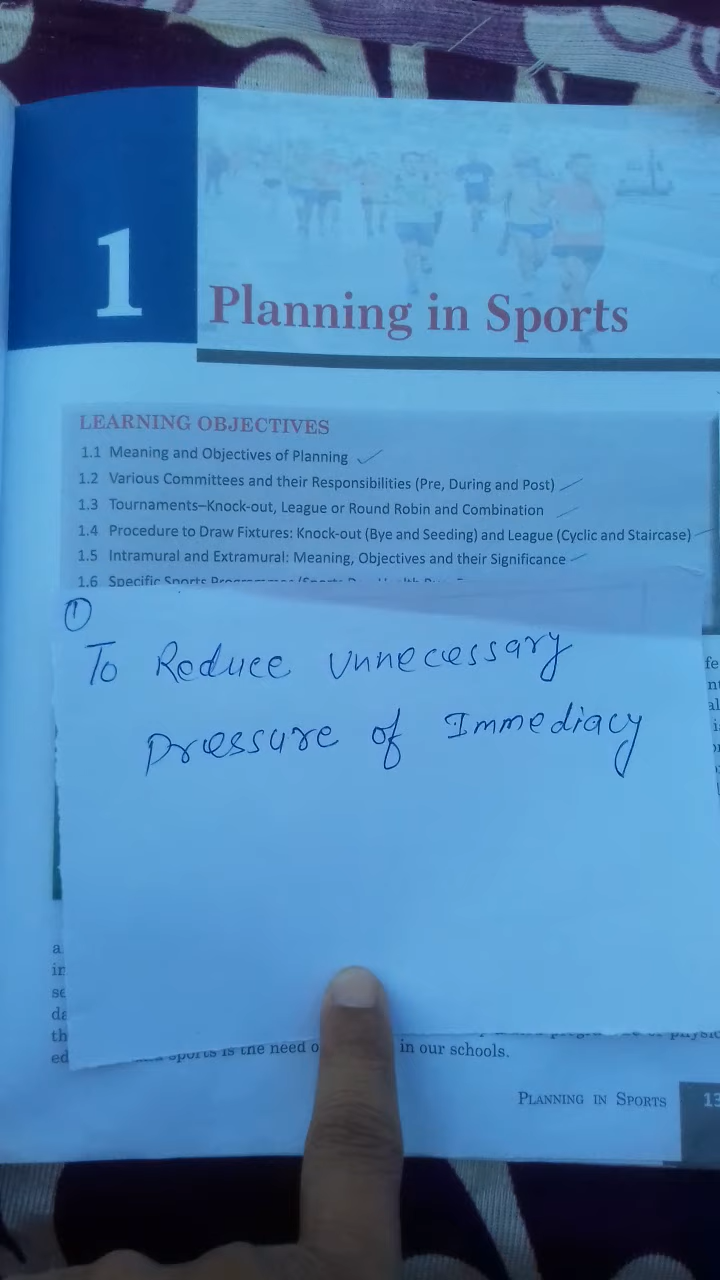 1
Planning in Sports
LEARNING OBJECTIVES
1.1 Meaning and Objectives of Planning
1.2 Various Committees and their Responsibilities (Pre, During and Post)
1.3 Tournaments–Knock-out, League or Round Robin and Combination
1.4 Procedure to Draw Fixtures: Knock-out (Bye and Seeding) and League (Cyclic and Staircase)
1.5 Intramural and Extramural: Meaning, Objectives and their Significance
1.6 Specific Sports
1
To Reduce Unnecessary
Pressure of Immediacy
sports is the need in our schools.
PLANNING IN SPORTS